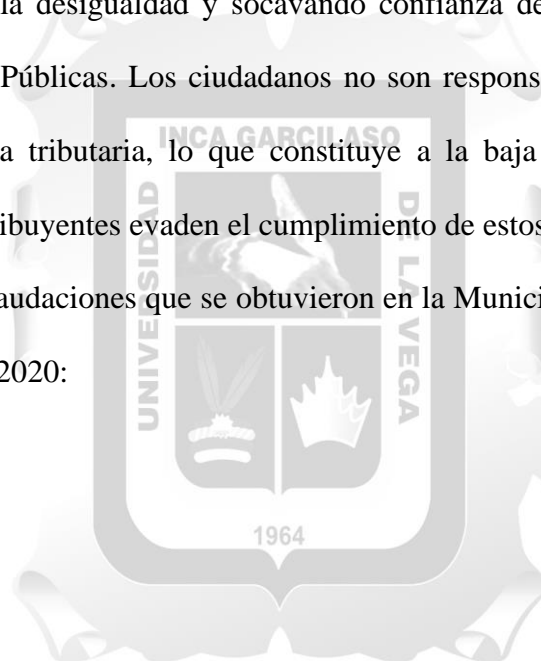 la desigualdad y socavando confianza de
Públicas. Los ciudadanos no son respons
a tributaria, lo que constituye a la baja
ribuyentes evaden el cumplimiento de estos
audaciones que se obtuvieron en la Munici
2020:
UNIVERSIDAD
INCA GARCILASO
DE LA VEGA
1964